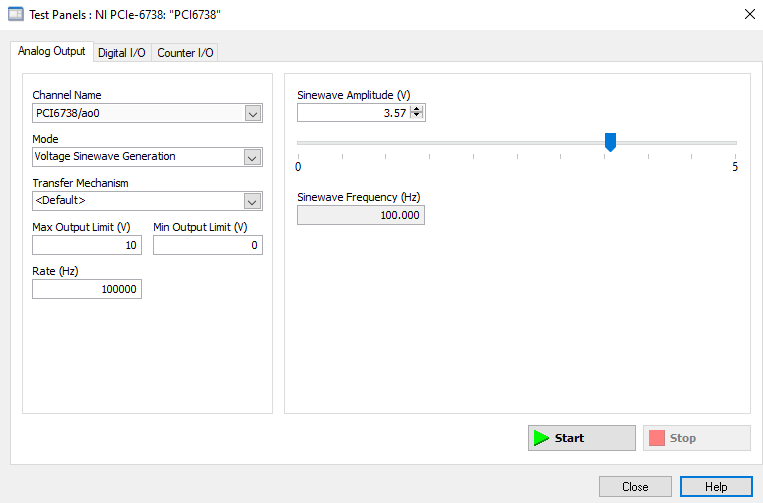 Test Panels : NI PCIe-6738: "PCI6738"
Analog Output Digital I/O Counter I/O
Channel Name
PCI6738/ao0
Mode
Voltage Sinewave Generation
Transfer Mechanism
<Default>
Max Output Limit (V) Min Output Limit (V)
10 0
Rate (Hz)
100000
Sinewave Amplitude (V)
3.57
0 5
Sinewave Frequency (Hz)
100.000
Start Stop
Close Help